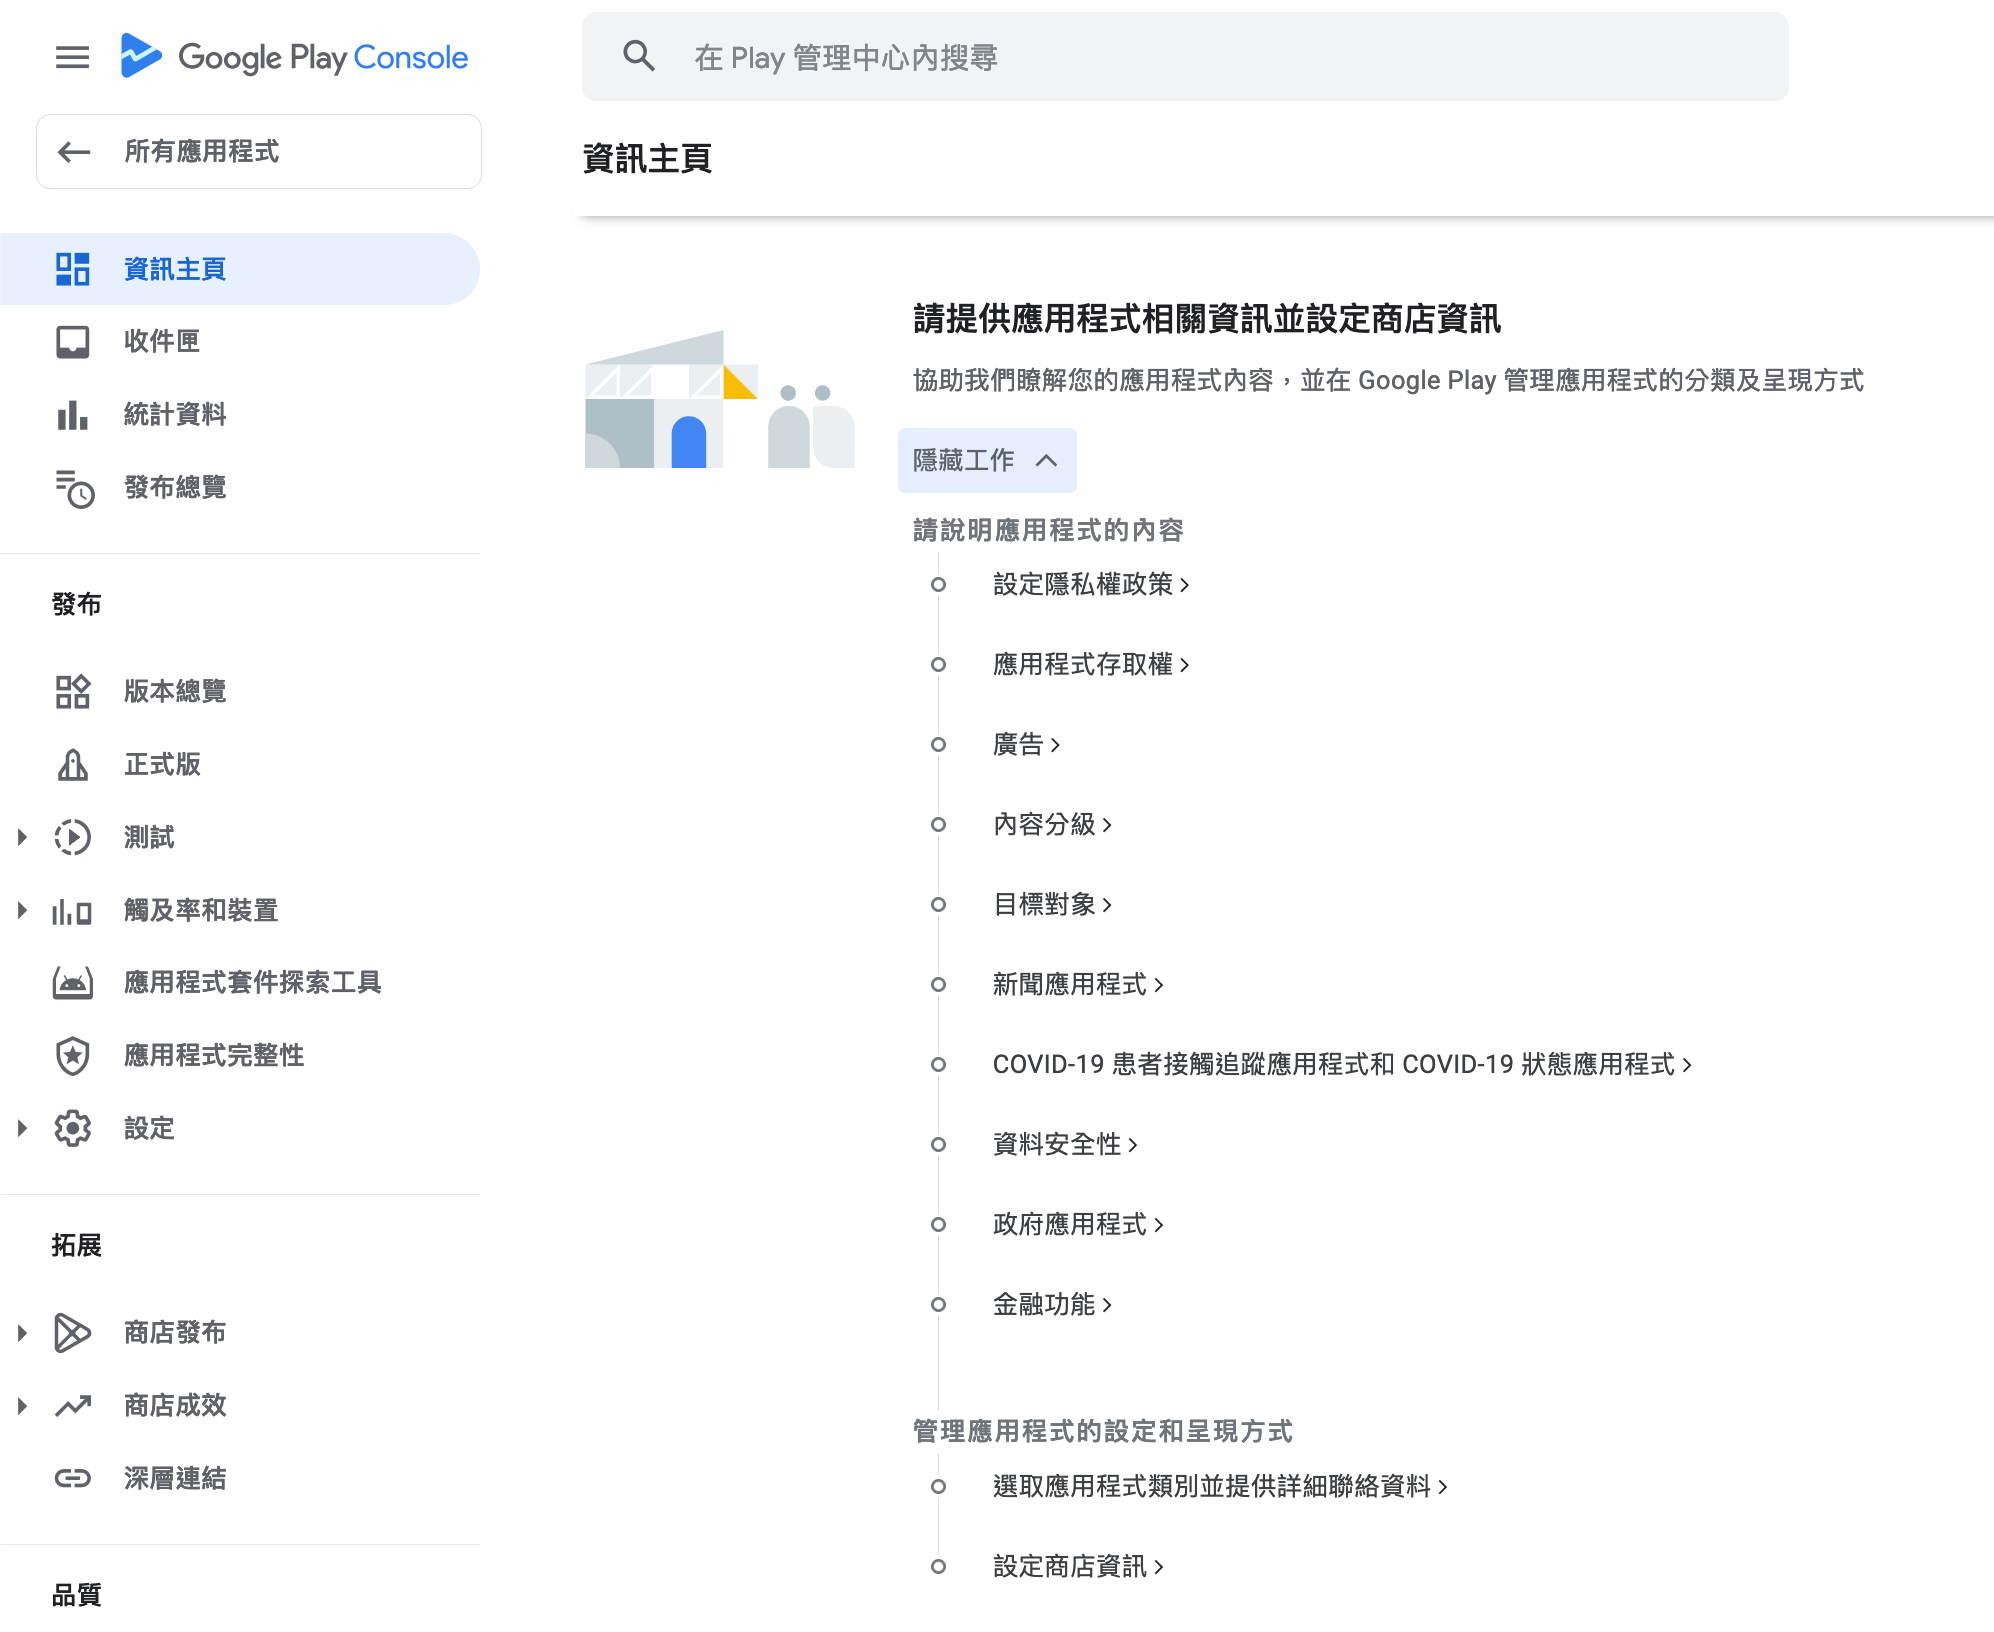 Google Play Console
在 Play 管理中心內搜尋
所有應用程式
資訊主頁
資訊主頁
收件匣
統計資料
發布總覽
發布
版本總覽
正式版
測試
觸及率和裝置
應用程式套件探索工具
應用程式完整性
設定
拓展
商店發布
商店成效
深層連結
品質
請提供應用程式相關資訊並設定商店資訊
協助我們瞭解您的應用程式內容，並在 Google Play 管理應用程式的分類及呈現方式
隱藏工作
請說明應用程式的內容
設定隱私權政策
應用程式存取權
廣告
內容分級
目標對象
新聞應用程式
COVID-19 患者接觸追蹤應用程式和 COVID-19 狀態應用程式
資料安全性
政府應用程式
金融功能
管理應用程式的設定和呈現方式
選取應用程式類別並提供詳細聯絡資料
設定商店資訊